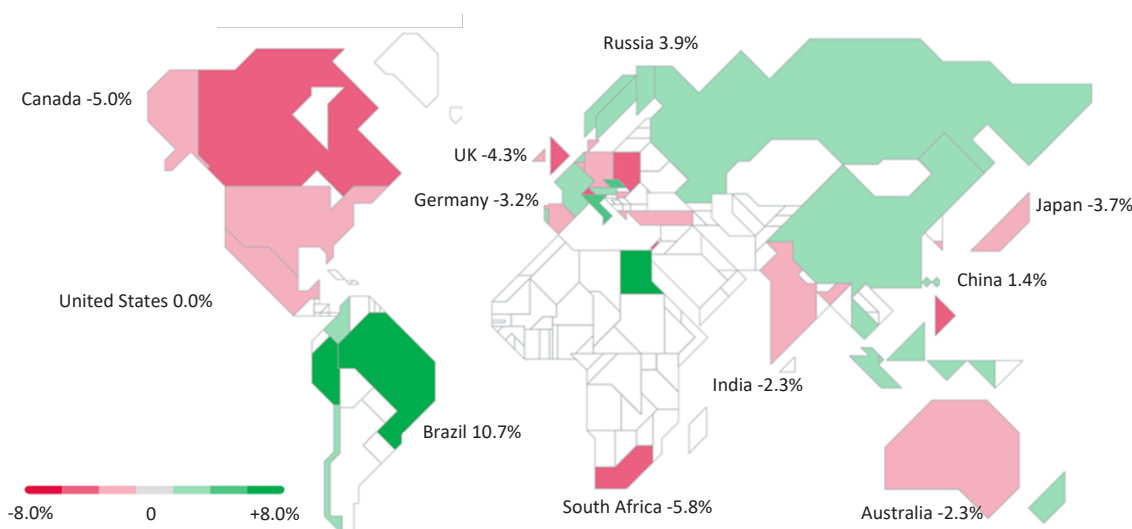 Russia 3.9%
Canada -5.0%
UK -4.3%
Germany -3.2%
Japan -3.7%
China 1.4%
United States 0.0%
India -2.3%
Brazil 10.7%
South Africa -5.8%
Australia -2.3%
-8.0% 0 +8.0%